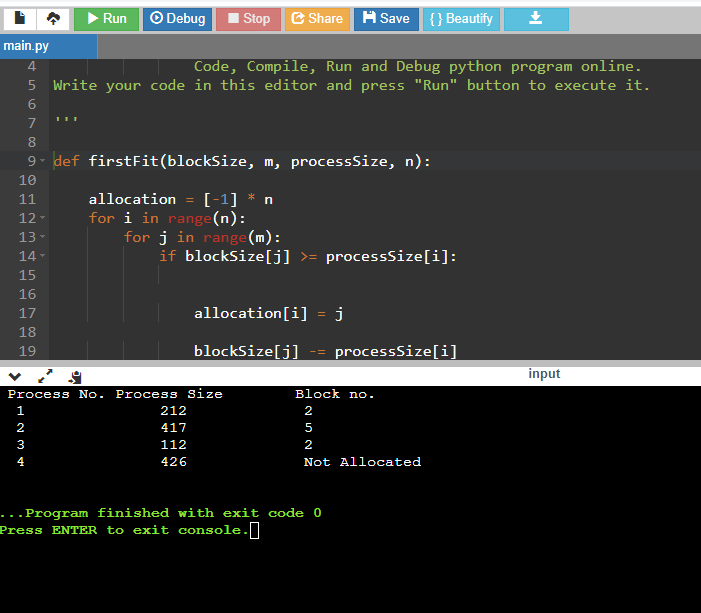 Run Debug Stop Share Save { } Beautify
main.py
4 Code, Compile, Run and Debug python program online.
5 Write your code in this editor and press "Run" button to execute it.
6
7 '''
8
9 def firstFit(blockSize, m, processSize, n):
10
11 allocation = [-1] * n
12 for i in range(n):
13 for j in range(m):
14 if blockSize[j] >= processSize[i]:
15
16
17 allocation[i] = j
18
19 blockSize[j] -= processSize[i]
input
Process No. Process Size Block no.
1 212 2
2 417 5
3 112 2
4 426 Not Allocated
...Program finished with exit code 0
Press ENTER to exit console.